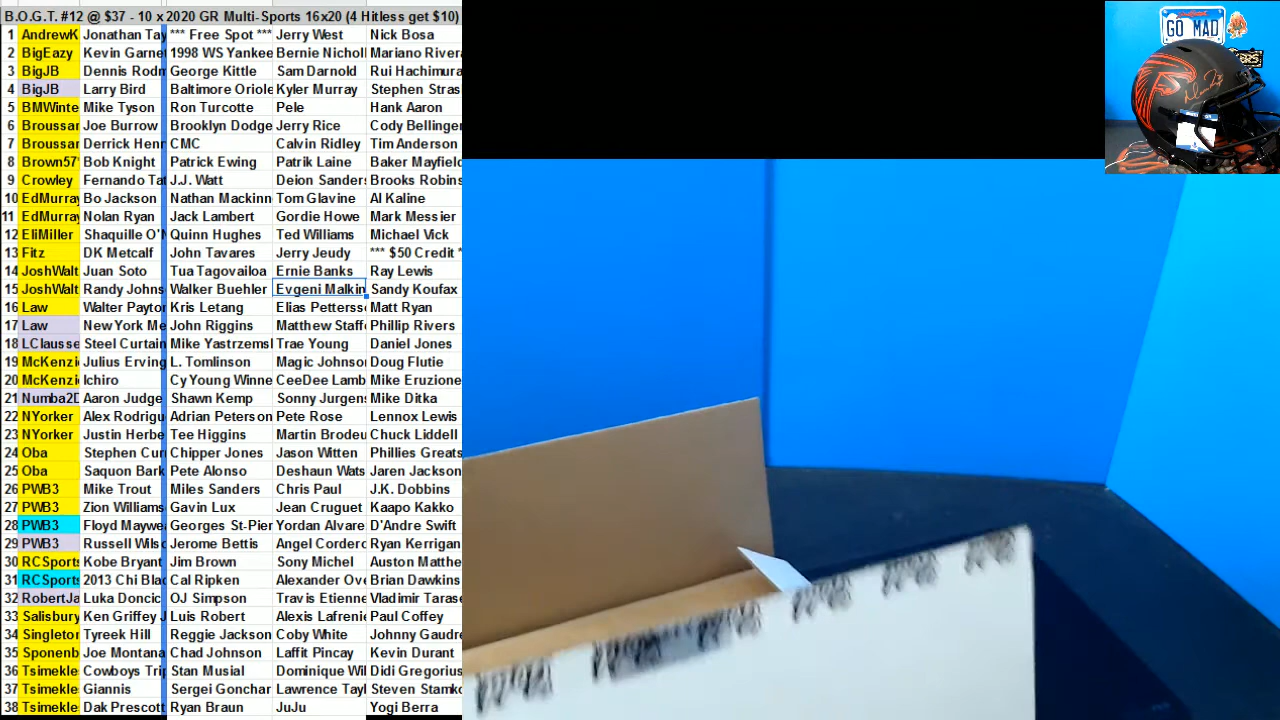 B.O.G.T. #12 @ $37 - 10 x 2020 GR Multi-Sports 16x20 (4 Hitless get $10)
1 AndrewK Jonathan Tay *** Free Spot *** Jerry West Nick Bosa
2 BigEazy Kevin Garne 1998 WS Yankee Bernie Nicholl Mariano Rivera
3 BigJB Dennis Rodm George Kittle Sam Darnold Rui Hachimura
4 BigJB Larry Bird Baltimore Oriole Kyler Murray Stephen Stras
5 BMWinte Mike Tyson Ron Turcotte Pele Hank Aaron
6 Broussar Joe Burrow Brooklyn Dodge Jerry Rice Cody Bellinger
7 Broussar Derrick Henr CMC Calvin Ridley Tim Anderson
8 Brown57 Bob Knight Patrick Ewing Patrik Laine Baker Mayfield
9 Crowley Fernando Tat J.J. Watt Deion Sanders Brooks Robins
10 EdMurray Bo Jackson Nathan Mackinn Tom Glavine Al Kaline
11 EdMurray Nolan Ryan Jack Lambert Gordie Howe Mark Messier
12 EliMiller Shaquille O'N Quinn Hughes Ted Williams Michael Vick
13 Fitz DK Metcalf John Tavares Jerry Jeudy *** $50 Credit *
14 JoshWalt Juan Soto Tua Tagovailoa Ernie Banks Ray Lewis
15 JoshWalt Randy Johns Walker Buehler Evgeni Malkin Sandy Koufax
16 Law Walter Payto Kris Letang Elias Petterss Matt Ryan
17 Law New York Me John Riggins Matthew Staff Phillip Rivers
18 LClausse Steel Curtain Mike Yastrzemsl Trae Young Daniel Jones
19 McKenzi Julius Erving L. Tomlinson Magic Johnso Doug Flutie
20 McKenzi Ichiro Cy Young Winne CeeDee Lamb Mike Eruzione
21 Numba2D Aaron Judge Shawn Kemp Sonny Jurgens Mike Ditka
22 NYorker Alex Rodrigu Adrian Peterson Pete Rose Lennox Lewis
23 NYorker Justin Herbe Tee Higgins Martin Brodeu Chuck Liddell
24 Oba Stephen Cur Chipper Jones Jason Witten Phillies Greats
25 Oba Saquon Bark Pete Alonso Deshaun Wats Jaren Jackson
26 PWB3 Mike Trout Miles Sanders Chris Paul J.K. Dobbins
27 PWB3 Zion Williams Gavin Lux Jean Cruguet Kaapo Kakko
28 PWB3 Floyd Maywea Georges St-Pier Yordan Alvare D'Andre Swift
29 PWB3 Russell Wilso Jerome Bettis Angel Cordero Ryan Kerrigan
30 RCSports Kobe Bryant Jim Brown Sony Michel Auston Matthe
31 RCSports 2013 Chi Blac Cal Ripken Alexander Ove Brian Dawkins
32 RobertJa Luka Doncic OJ Simpson Travis Etienne Vladimir Tarase
33 Salisbury Ken Griffey J Luis Robert Alexis Lafrenie Paul Coffey
34 Singleton Tyreek Hill Reggie Jackson Coby White Johnny Gaudre
35 Sponenb Joe Montana Chad Johnson Laffit Pincay Kevin Durant
36 Tsimekle Cowboys Trip Stan Musial Dominique Wil Didi Gregorius
37 Tsimekle Giannis Sergei Gonchar Lawrence Tayl Steven Stamko
38 Tsimekle Dak Prescott Ryan Braun JuJu Yogi Berra
GO MAD